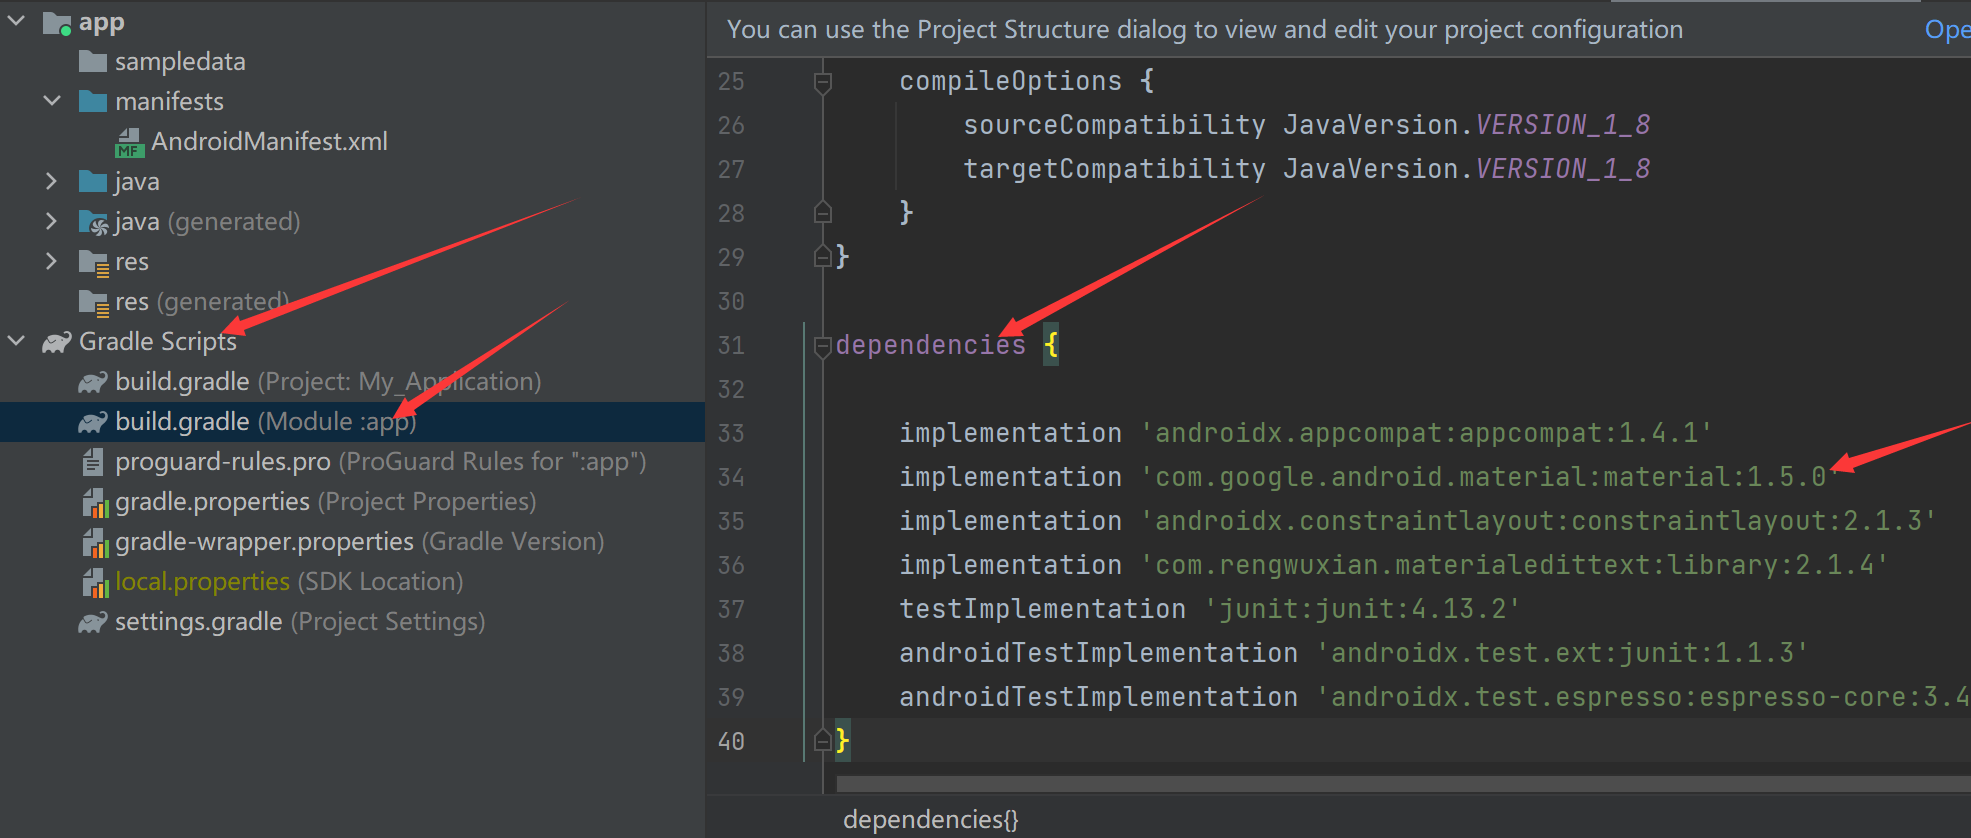 app
sampledata
manifests
MF
AndroidManifest.xml
java
java (generated)
res
res (generated)
Gradle Scripts
build.gradle (Project: My_Application)
build.gradle (Module :app)
proguard-rules.pro (ProGuard Rules for ":app")
gradle.properties (Project Properties)
gradle-wrapper.properties (Gradle Version)
local.properties (SDK Location)
settings.gradle (Project Settings)
You can use the Project Structure dialog to view and edit your project configuration
Ope
25 compileOptions {
26 sourceCompatibility JavaVersion.VERSION_1_8
27 targetCompatibility JavaVersion.VERSION_1_8
28 }
29 }
30
31 dependencies {
32
33 implementation 'androidx.appcompat:appcompat:1.4.1'
34 implementation 'com.google.android.material:material:1.5.0'
35 implementation 'androidx.constraintlayout:constraintlayout:2.1.3'
36 implementation 'com.rengwuxian.materialedittext:library:2.1.4'
37 testImplementation 'junit:junit:4.13.2'
38 androidTestImplementation 'androidx.test.ext:junit:1.1.3'
39 androidTestImplementation 'androidx.test.espresso:espresso-core:3.4
40 }
dependencies{}